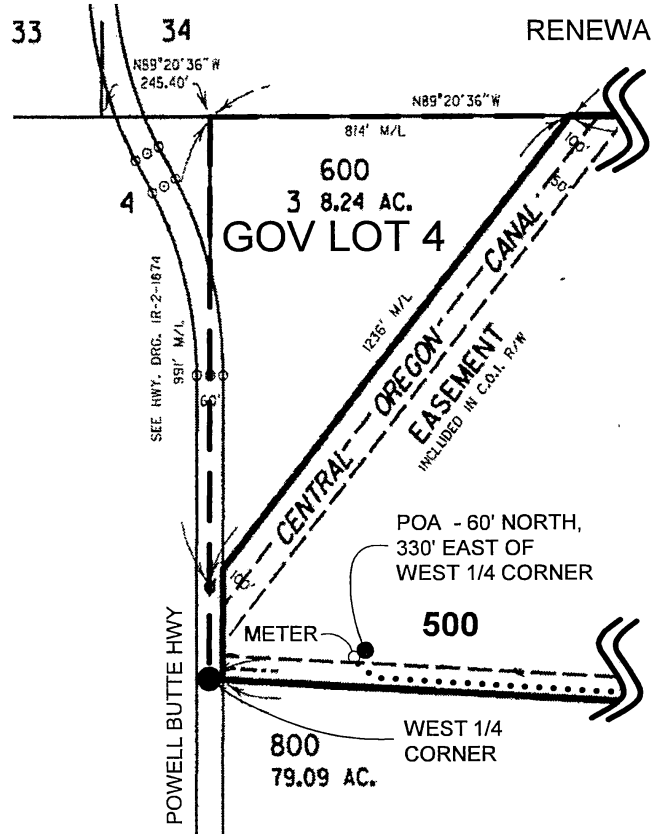 33
34
RENEWA
N89°20'36"W
245.40'
N89°20'36"W
814' M/L
100'
600
50'
4
3 8.24 AC.
GOV LOT 4
CANAL
SEE HWY. DRG. 1R-2-1674
991' M/L
1236' M/L
OREGON
EASEMENT
INCLUDED IN C.O.I. R/W
60'
CENTRAL
POA - 60' NORTH,
330' EAST OF
WEST 1/4 CORNER
100'
METER
500
POWELL BUTTE HWY
WEST 1/4
CORNER
800
79.09 AC.